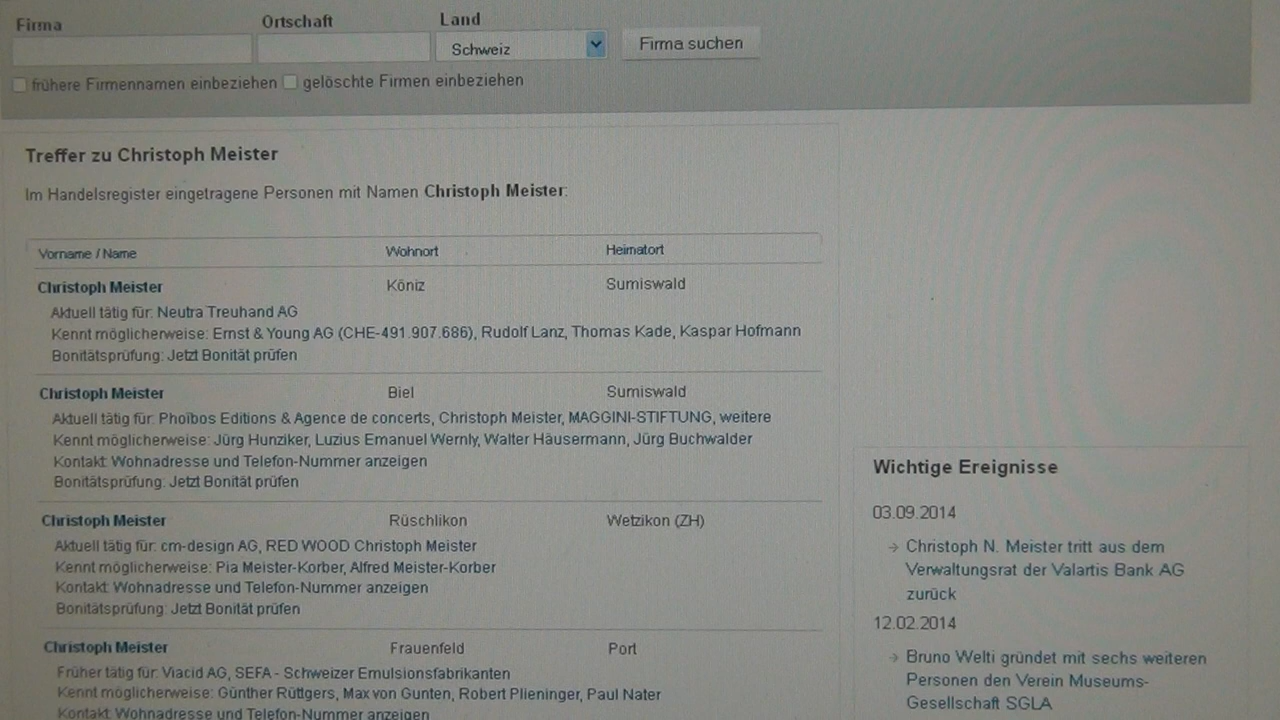 Firma Ortschaft Land
Schweiz Firma suchen
frühere Firmennamen einbeziehen gelöschte Firmen einbeziehen
Treffer zu Christoph Meister
Im Handelsregister eingetragene Personen mit Namen Christoph Meister:
Vorname / Name Wohnort Heimatort
Christoph Meister Köniz Sumiswald
Aktuell tätig für: Neutra Treuhand AG
Kennt möglicherweise: Ernst & Young AG (CHE-491.907.686), Rudolf Lanz, Thomas Kade, Kaspar Hofmann
Bonitätsprüfung: Jetzt Bonität prüfen
Christoph Meister Biel Sumiswald
Aktuell tätig für: Phoïbos Editions & Agence de concerts, Christoph Meister, MAGGINI-STIFTUNG, weitere
Kennt möglicherweise: Jürg Hunziker, Luzius Emanuel Wernly, Walter Häusermann, Jürg Buchwalder
Kontakt: Wohnadresse und Telefon-Nummer anzeigen
Bonitätsprüfung: Jetzt Bonität prüfen
Christoph Meister Rüschlikon Wetzikon (ZH)
Aktuell tätig für: cm-design AG, RED WOOD Christoph Meister
Kennt möglicherweise: Pia Meister-Korber, Alfred Meister-Korber
Kontakt: Wohnadresse und Telefon-Nummer anzeigen
Bonitätsprüfung: Jetzt Bonität prüfen
Christoph Meister Frauenfeld Port
Früher tätig für: Viacid AG, SEFA - Schweizer Emulsionsfabrikanten
Kennt möglicherweise: Günther Rüttgers, Max von Gunten, Robert Plieninger, Paul Nater
Kontakt: Wohnadresse und Telefon-Nummer anzeigen
Wichtige Ereignisse
03.09.2014
→ Christoph N. Meister tritt aus dem
Verwaltungsrat der Valartis Bank AG
zurück
12.02.2014
→ Bruno Welti gründet mit sechs weiteren
Personen den Verein Museums-
Gesellschaft SGLA